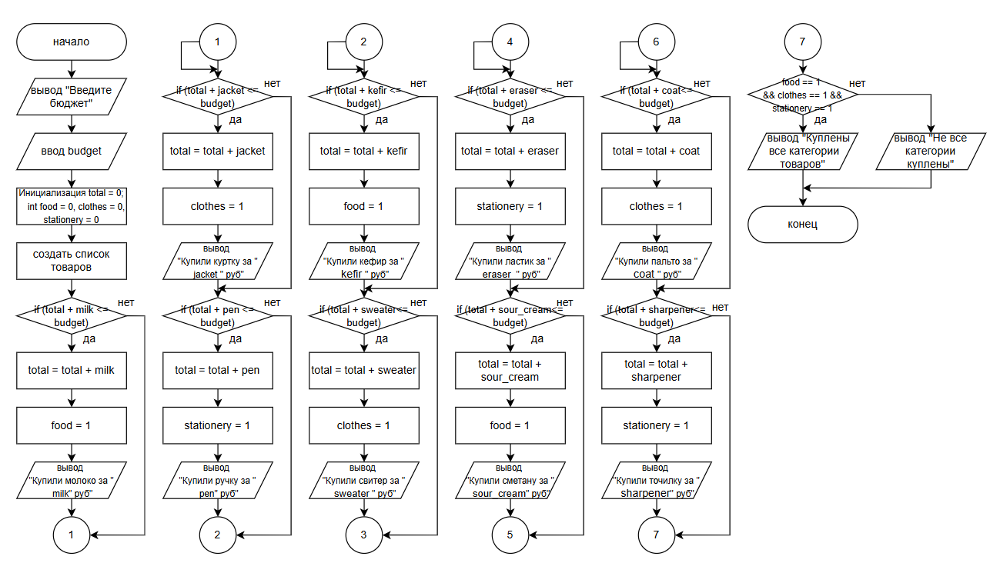 начало
вывод "Введите
бюджет"
ввод budget
Инициализация total = 0;
int food = 0, clothes = 0,
stationery = 0
создать список
товаров
if (total + milk <=
budget)
нет
да
total = total + milk
food = 1
вывод
"Купили молоко за "
milk" руб"
1
1
if (total + jacket <=
budget)
нет
да
total = total + jacket
clothes = 1
вывод
"Купили куртку за "
jacket " руб"
if (total + pen <=
budget)
нет
да
total = total + pen
stationery = 1
вывод
"Купили ручку за "
pen" руб"
2
2
if (total + kefir <=
budget)
нет
да
total = total + kefir
food = 1
вывод
"Купили кефир за "
kefir " руб"
if (total + sweater<=
budget)
нет
да
total = total + sweater
clothes = 1
вывод
"Купили свитер за "
sweater " руб"
3
4
if (total + eraser <=
budget)
нет
да
total = total + eraser
stationery = 1
вывод
"Купили ластик за "
eraser " руб"
if (total + sour_cream<=
budget)
нет
да
total = total +
sour_cream
food = 1
вывод
"Купили сметану за "
sour_cream" руб"
5
6
if (total + coat<=
budget)
нет
да
total = total + coat
clothes = 1
вывод
"Купили пальто за "
coat " руб"
if (total + sharpener<=
budget)
нет
да
total = total +
sharpener
stationery = 1
вывод
"Купили точилку за "
sharpener" руб"
7
7
food == 1
&& clothes == 1 &&
stationery == 1
нет
да
вывод "Куплены
все категории
товаров"
вывод "Не все
категории
куплены"
конец